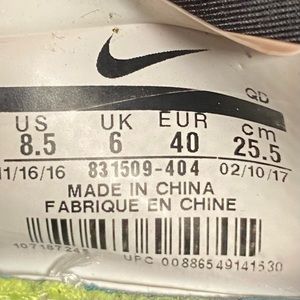 QD
US UK EUR cm
8.5 6 40 25.5
11/16/16 831509-404 02/10/17
MADE IN CHINA
FABRIQUE EN CHINE
UPC 00886549141530